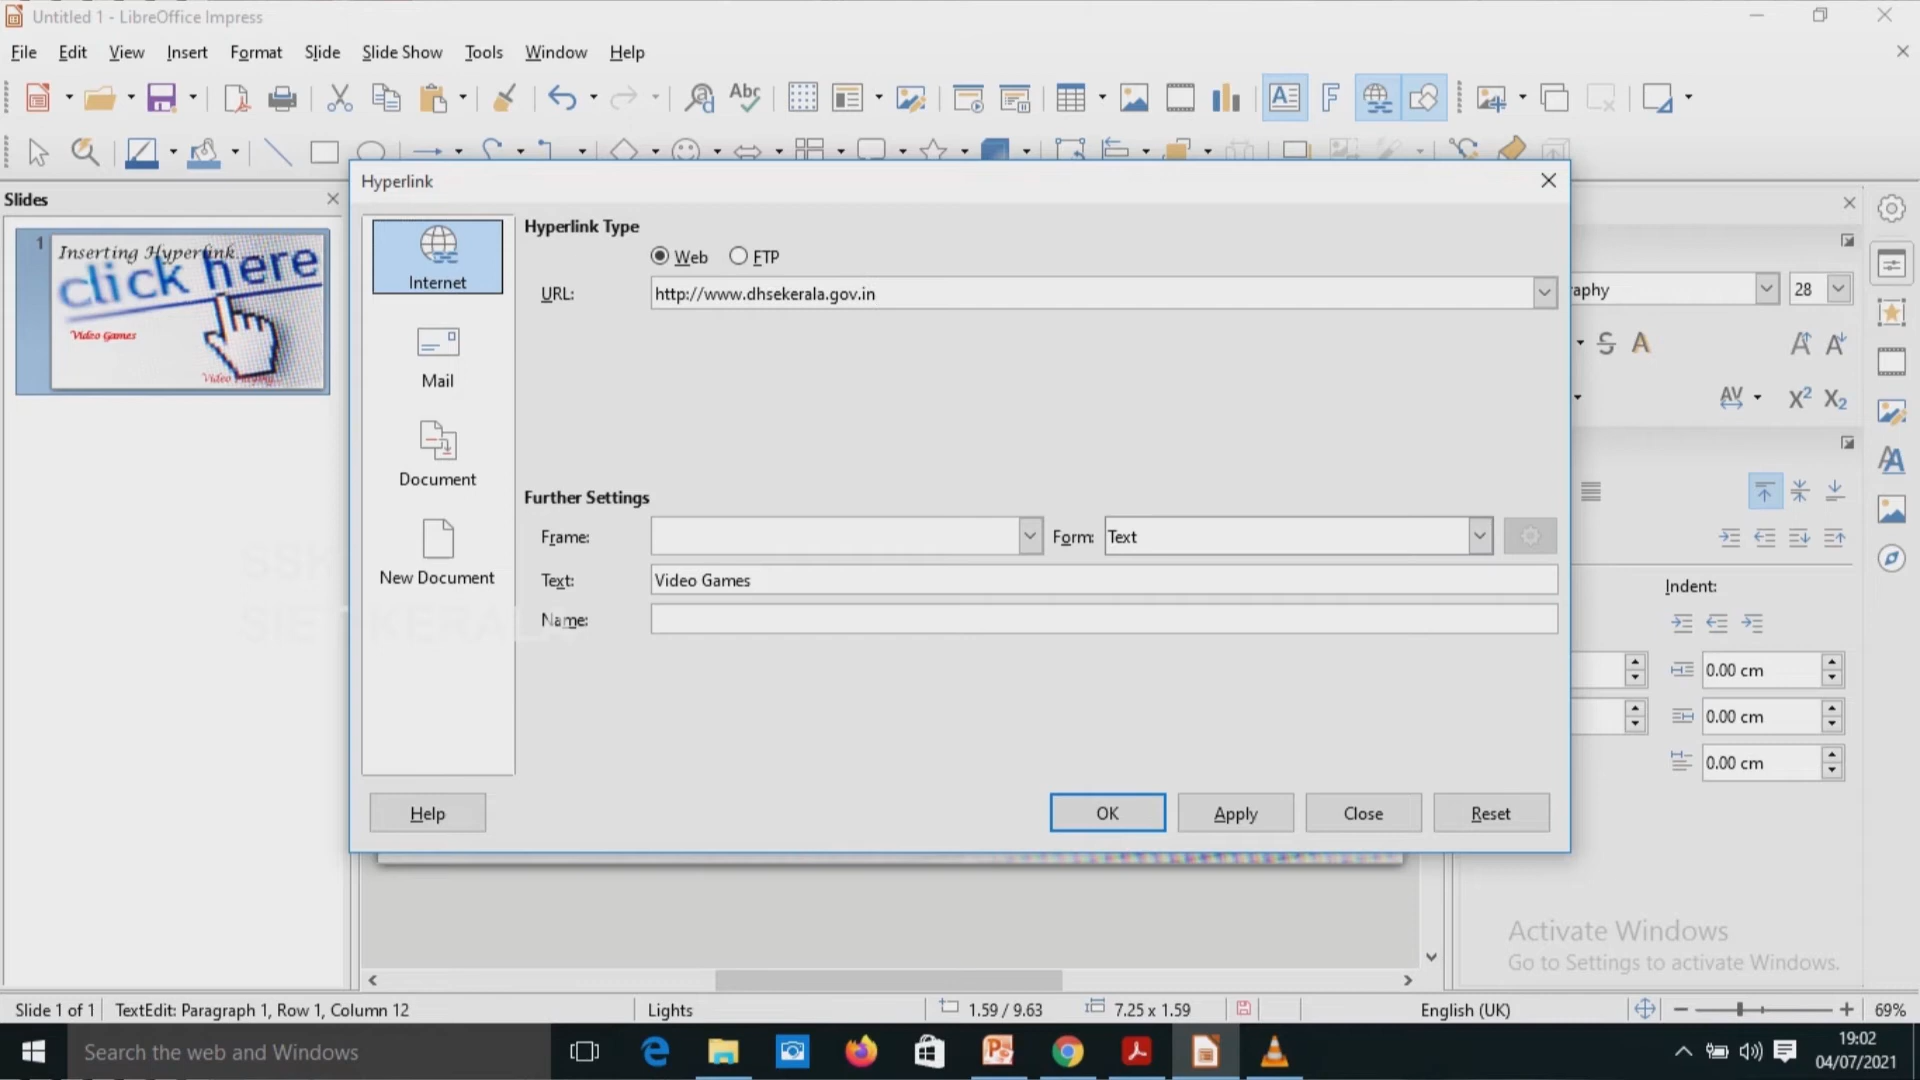 Untitled 1 - LibreOffice Impress
File Edit View Insert Format Slide Slide Show Tools Window Help
Slides
1
Inserting Hyperlink...
click here
Video Games
Hyperlink
Internet
Mail
Document
New Document
Hyperlink Type
Web FTP
URL: http://www.dhsekerala.gov.in
Further Settings
Frame: Form: Text
Text: Video Games
Name:
Help OK Apply Close Reset
28
Indent:
0.00 cm
0.00 cm
0.00 cm
Activate Windows
Go to Settings to activate Windows.
Slide 1 of 1 TextEdit: Paragraph 1, Row 1, Column 12 Lights 1.59 / 9.63 7.25 x 1.59 English (UK) 69%
Search the web and Windows
19:02
04/07/2021